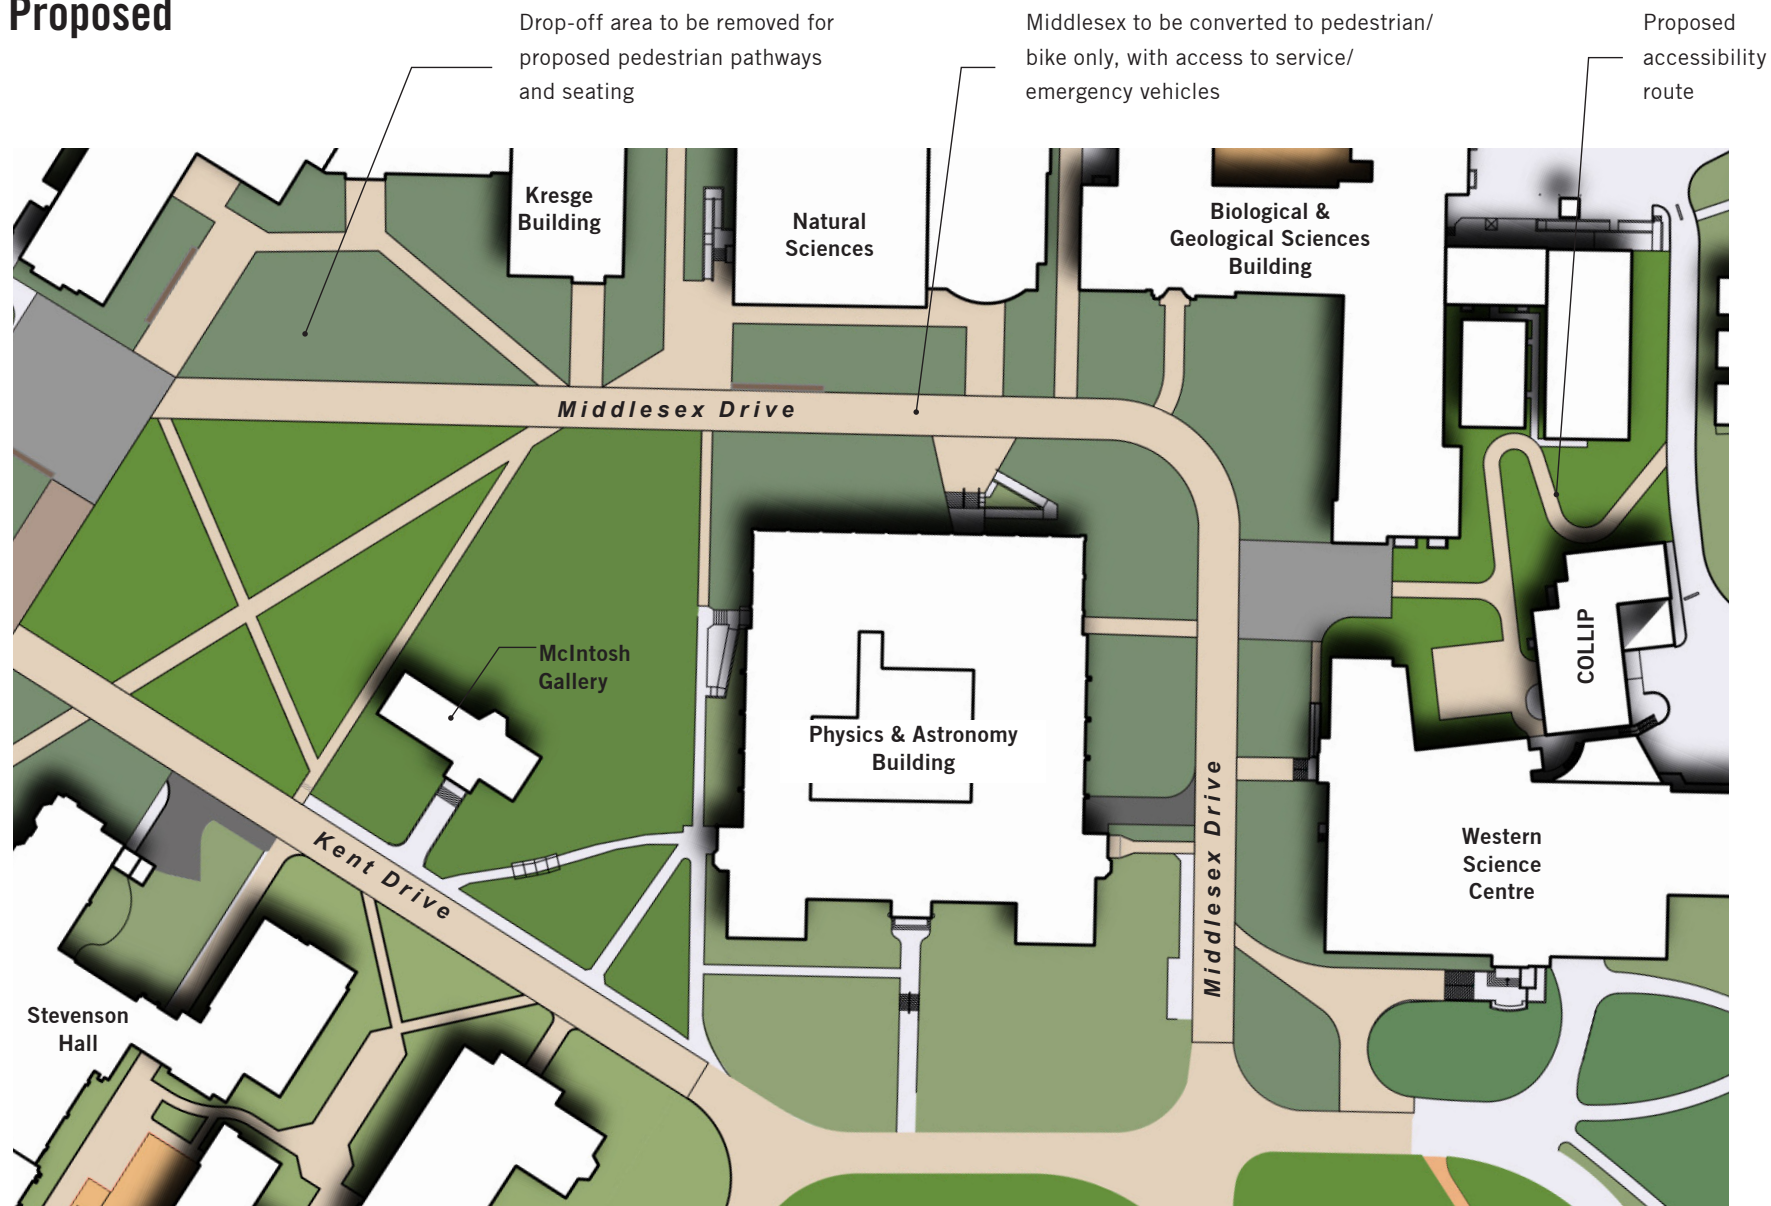 Proposed
Drop-off area to be removed for
proposed pedestrian pathways
and seating
Middlesex to be converted to pedestrian/
bike only, with access to service/
emergency vehicles
Proposed
accessibility
route
Kresge
Building
Natural
Sciences
Biological &
Geological Sciences
Building
Middlesex Drive
McIntosh
Gallery
COLLIP
Physics & Astronomy
Building
Middlesex Drive
Western
Science
Centre
Kent Drive
Stevenson
Hall